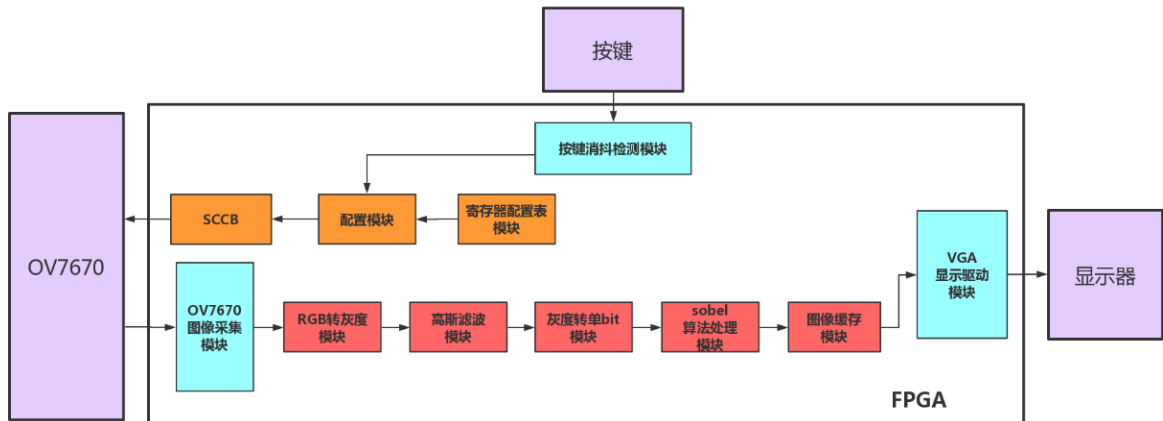 按键
按键消抖检测模块
SCCB
配置模块
寄存器配置表
模块
OV7670
OV7670
图像采集
模块
RGB转灰度
模块
高斯滤波
模块
灰度转单bit
模块
sobel
算法处理
模块
图像缓存
模块
VGA
显示驱动
模块
显示器
FPGA